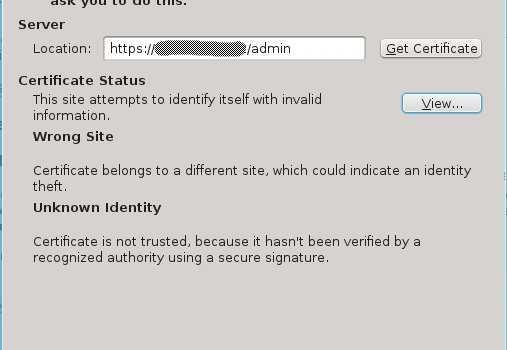 ask you to do this.
Server
Location: https:// /admin Get Certificate
Certificate Status
This site attempts to identify itself with invalid
information.
View...
Wrong Site
Certificate belongs to a different site, which could indicate an identity
theft.
Unknown Identity
Certificate is not trusted, because it hasn't been verified by a
recognized authority using a secure signature.